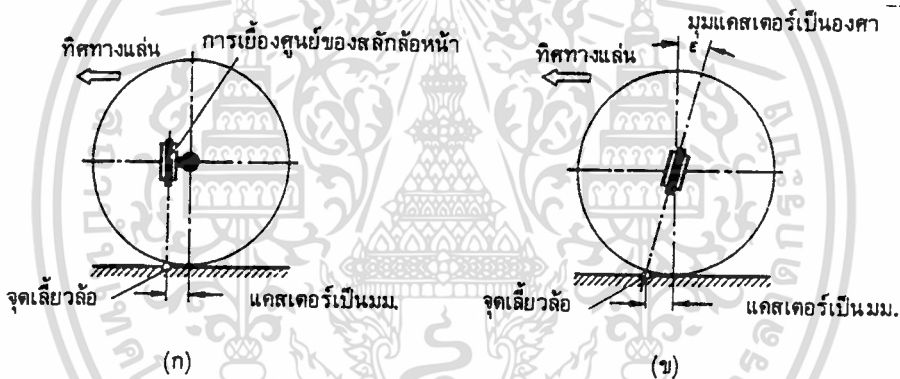 ทิศทางแล่น
การเยื้องศูนย์ของสลักล้อหน้า
จุดเลี้ยวล้อ
แคสเตอร์เป็นมม.
(ก)
มุมแคสเตอร์เป็นองศา
ทิศทางแล่น
ε
จุดเลี้ยวล้อ
แคสเตอร์เป็นมม.
(ข)